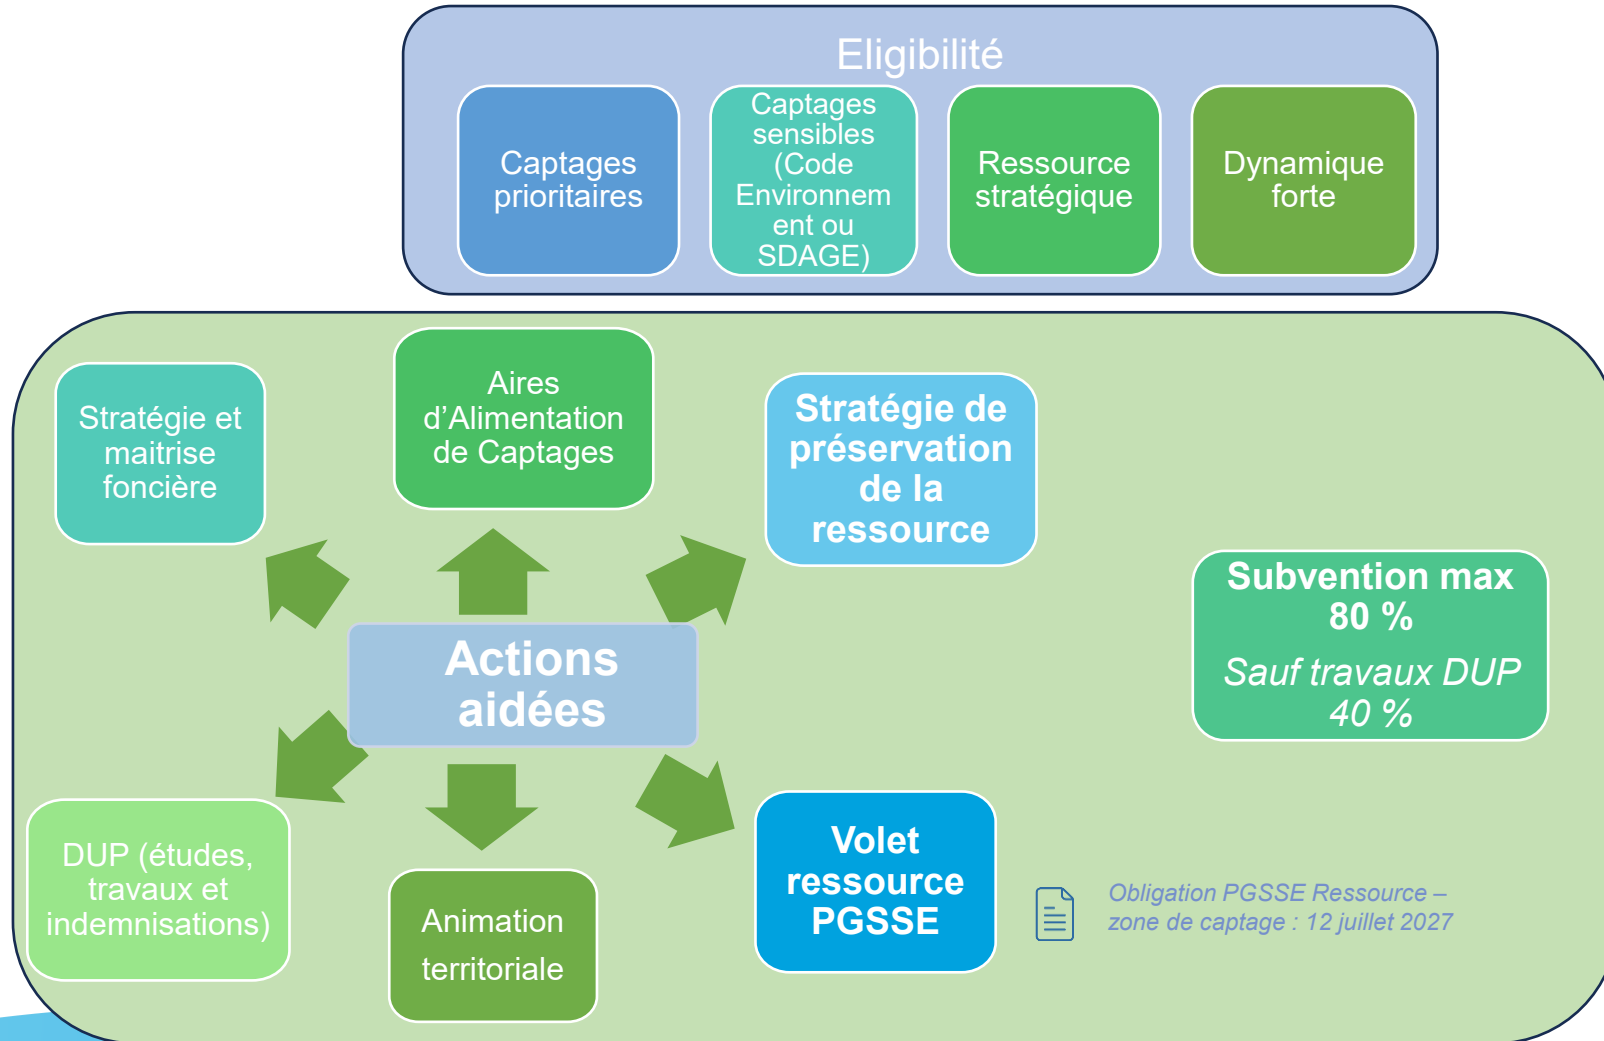 Eligibilité
Captages
prioritaires
Captages
sensibles
(Code
Environnem
ent ou
SDAGE)
Ressource
stratégique
Dynamique
forte
Stratégie et
maitrise
foncière
Aires
d’Alimentation
de Captages
Stratégie de
préservation
de la
ressource
Subvention max
80 %
Sauf travaux DUP
40 %
Actions
aidées
DUP (études,
travaux et
indemnisations)
Animation
territoriale
Volet
ressource
PGSSE
Obligation PGSSE Ressource –
zone de captage : 12 juillet 2027